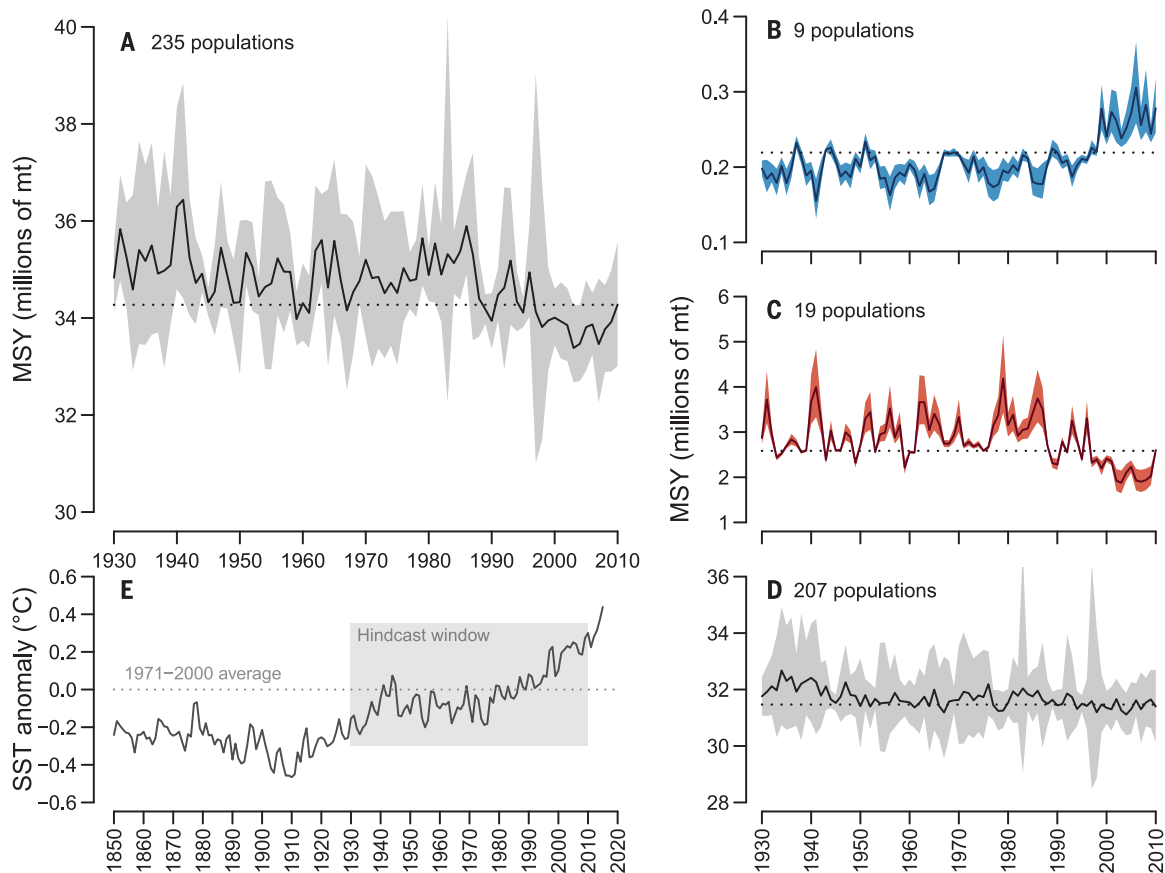 A 235 populations
MSY (millions of mt)
40
38
36
34
32
30
1930 1940 1950 1960 1970 1980 1990 2000 2010
B 9 populations
0.4
0.3
0.2
0.1
C 19 populations
MSY (millions of mt)
6
5
4
3
2
1
D 207 populations
36
34
32
30
28
1930 1940 1950 1960 1970 1980 1990 2000 2010
E
SST anomaly (°C)
0.6
0.4
0.2
0.0
−0.2
−0.4
−0.6
Hindcast window
1971−2000 average
1850 1860 1870 1880 1890 1900 1910 1920 1930 1940 1950 1960 1970 1980 1990 2000 2010 2020